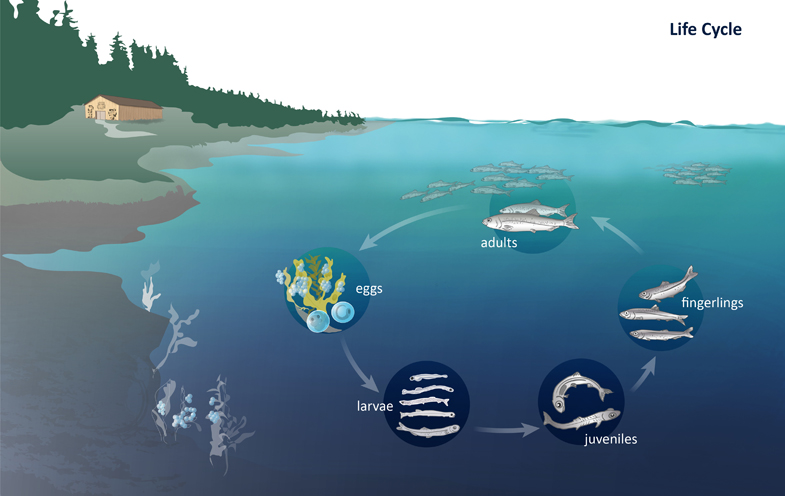 Life Cycle
adults
eggs
fingerlings
larvae
juveniles